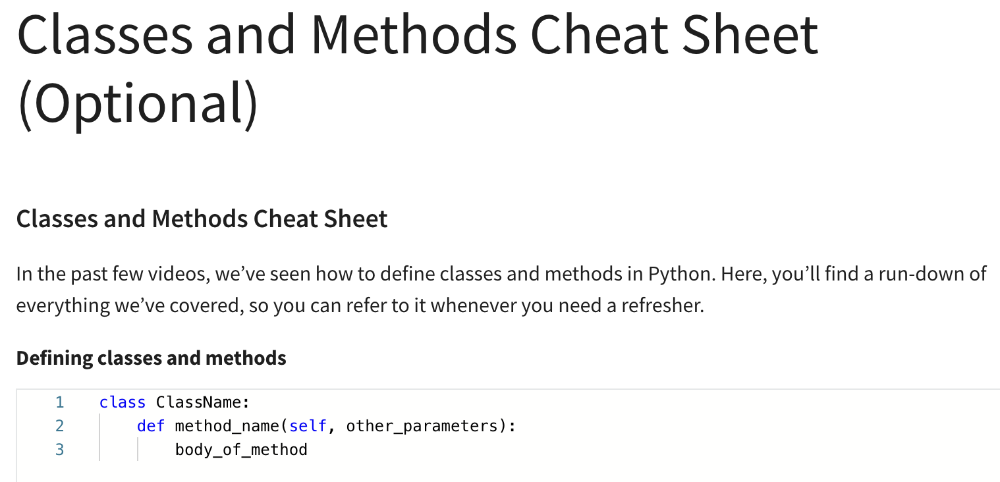 Classes and Methods Cheat Sheet
(Optional)
Classes and Methods Cheat Sheet
In the past few videos, we’ve seen how to define classes and methods in Python. Here, you’ll find a run-down of
everything we’ve covered, so you can refer to it whenever you need a refresher.
Defining classes and methods
1 class ClassName:
2 def method_name(self, other_parameters):
3 body_of_method